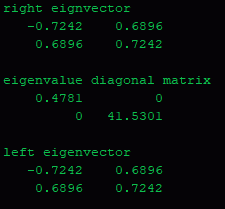 right eignvector
-0.7242 0.6896
0.6896 0.7242
eigenvalue diagonal matrix
0.4781 0
0 41.5301
left eigenvector
-0.7242 0.6896
0.6896 0.7242